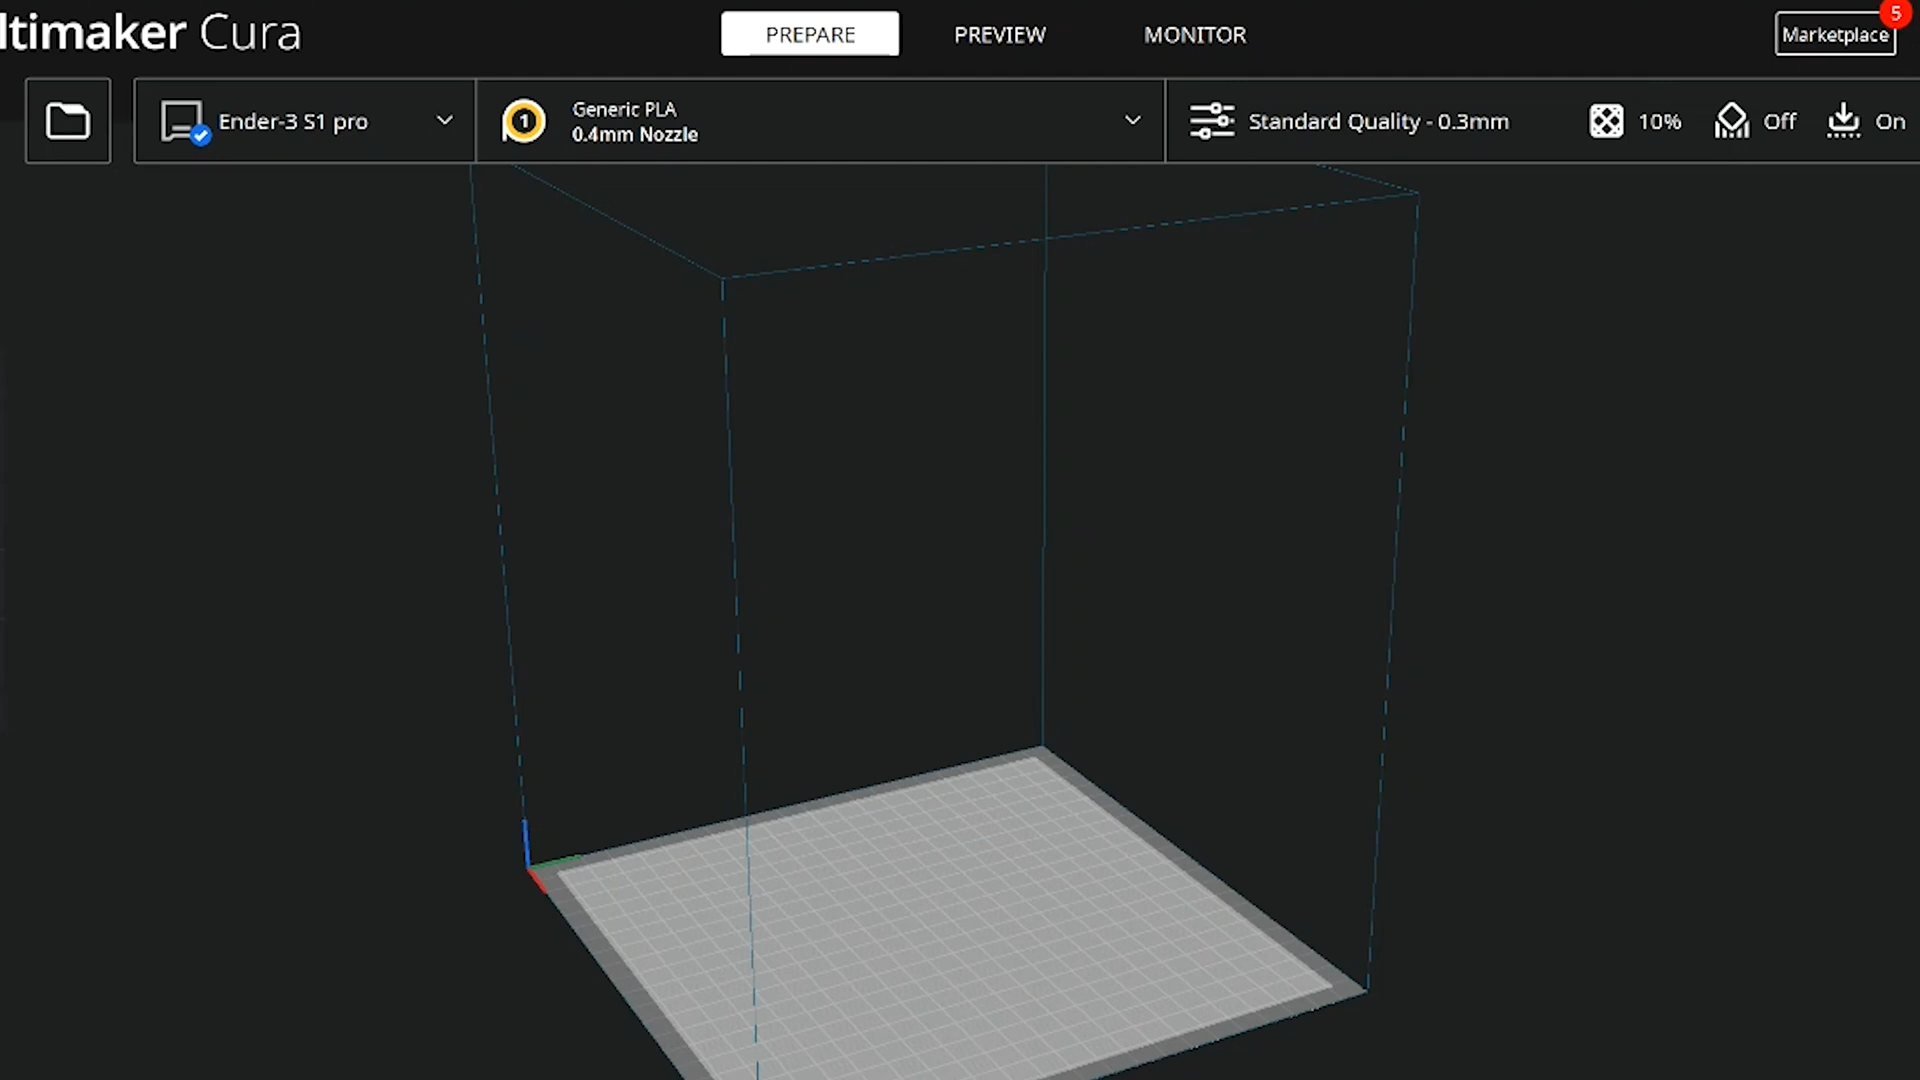 ltimaker Cura
PREPARE
PREVIEW
MONITOR
Marketplace
5
Ender-3 S1 pro
1
Generic PLA
0.4mm Nozzle
Standard Quality - 0.3mm
10%
Off
On